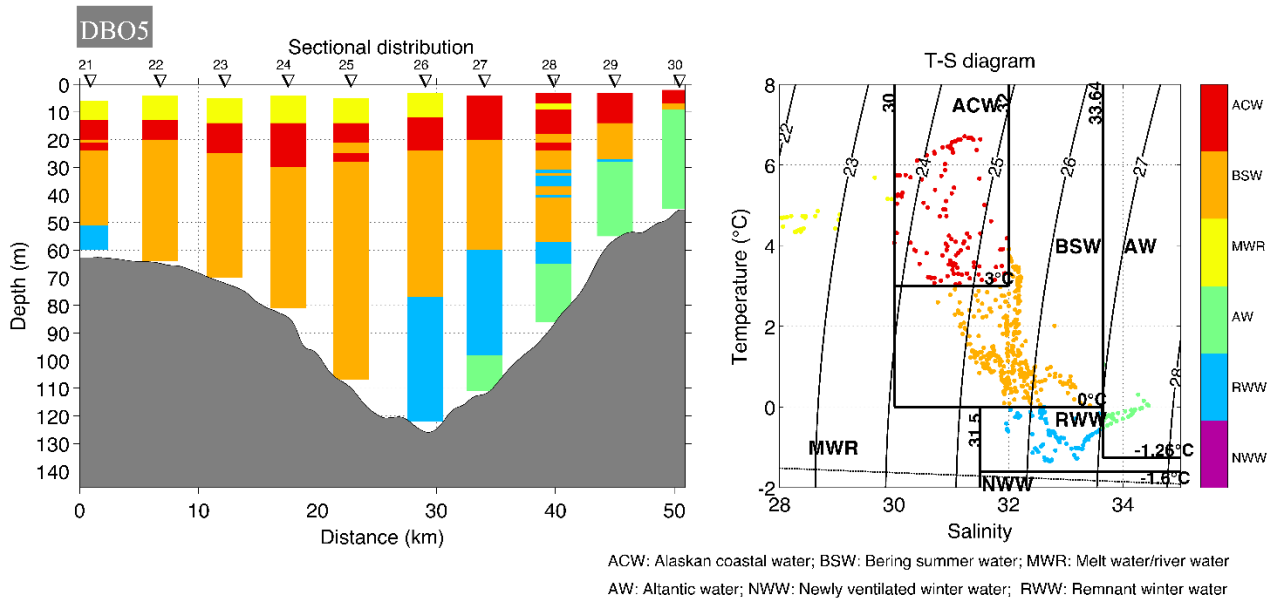 DBO5
Sectional distribution
21 22 23 24 25 26 27 28 29 30
0
10
20
30
40
50
60
70
80
90
100
110
120
130
140
Depth (m)
0 10 20 30 40 50
Distance (km)
T-S diagram
8
6
4
2
0
-2
Temperature (°C)
28 30 32 34
Salinity
22
23
24
25
26
27
28
30
32
33.64
ACW
BSW
AW
3°C
0°C
31.5
RWW
MWR
-1.26°C
-1.6°C
NWW
ACW
BSW
MWR
AW
RWW
NWW
ACW: Alaskan coastal water; BSW: Bering summer water; MWR: Melt water/river water
AW: Altantic water; NWW: Newly ventilated winter water; RWW: Remnant winter water